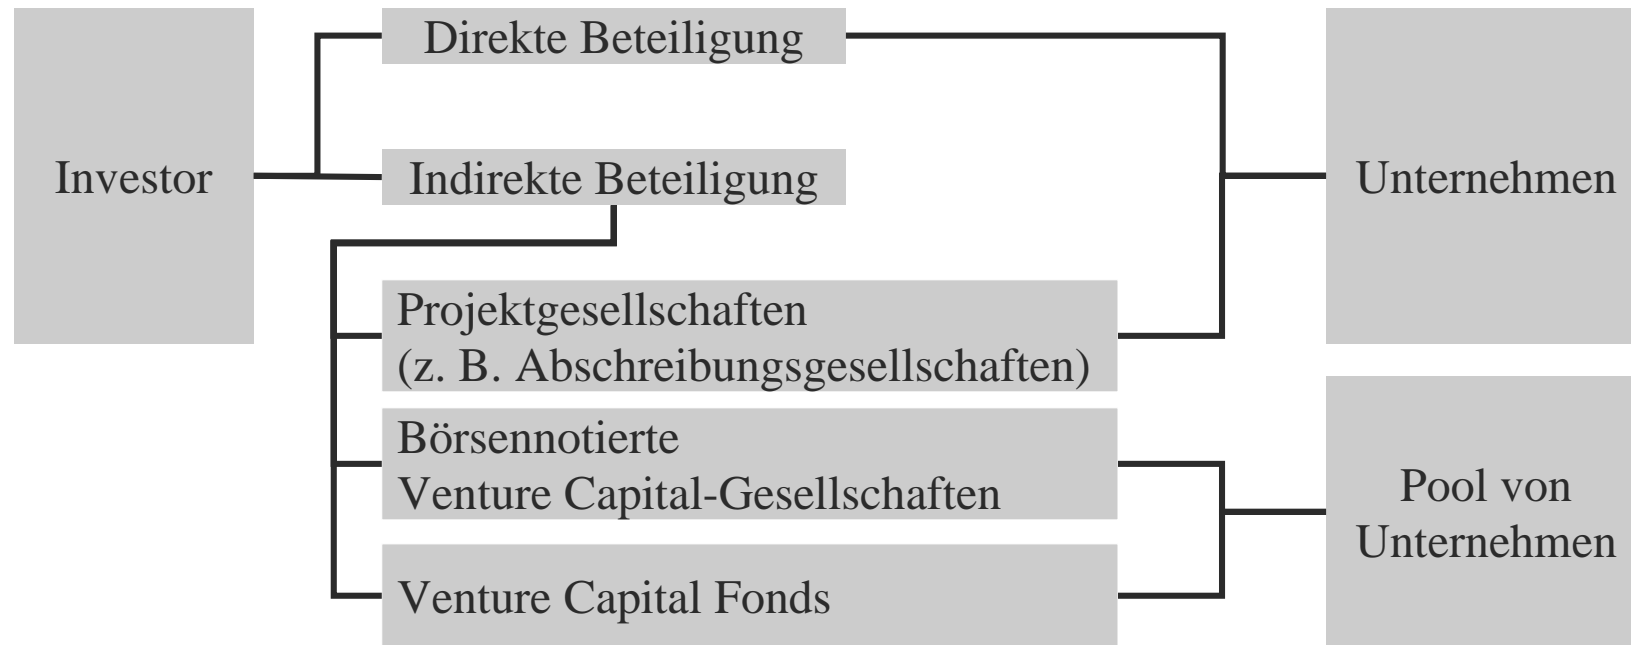 Investor
Direkte Beteiligung
Indirekte Beteiligung
Projektgesellschaften
(z. B. Abschreibungsgesellschaften)
Börsennotierte
Venture Capital-Gesellschaften
Venture Capital Fonds
Unternehmen
Pool von
Unternehmen